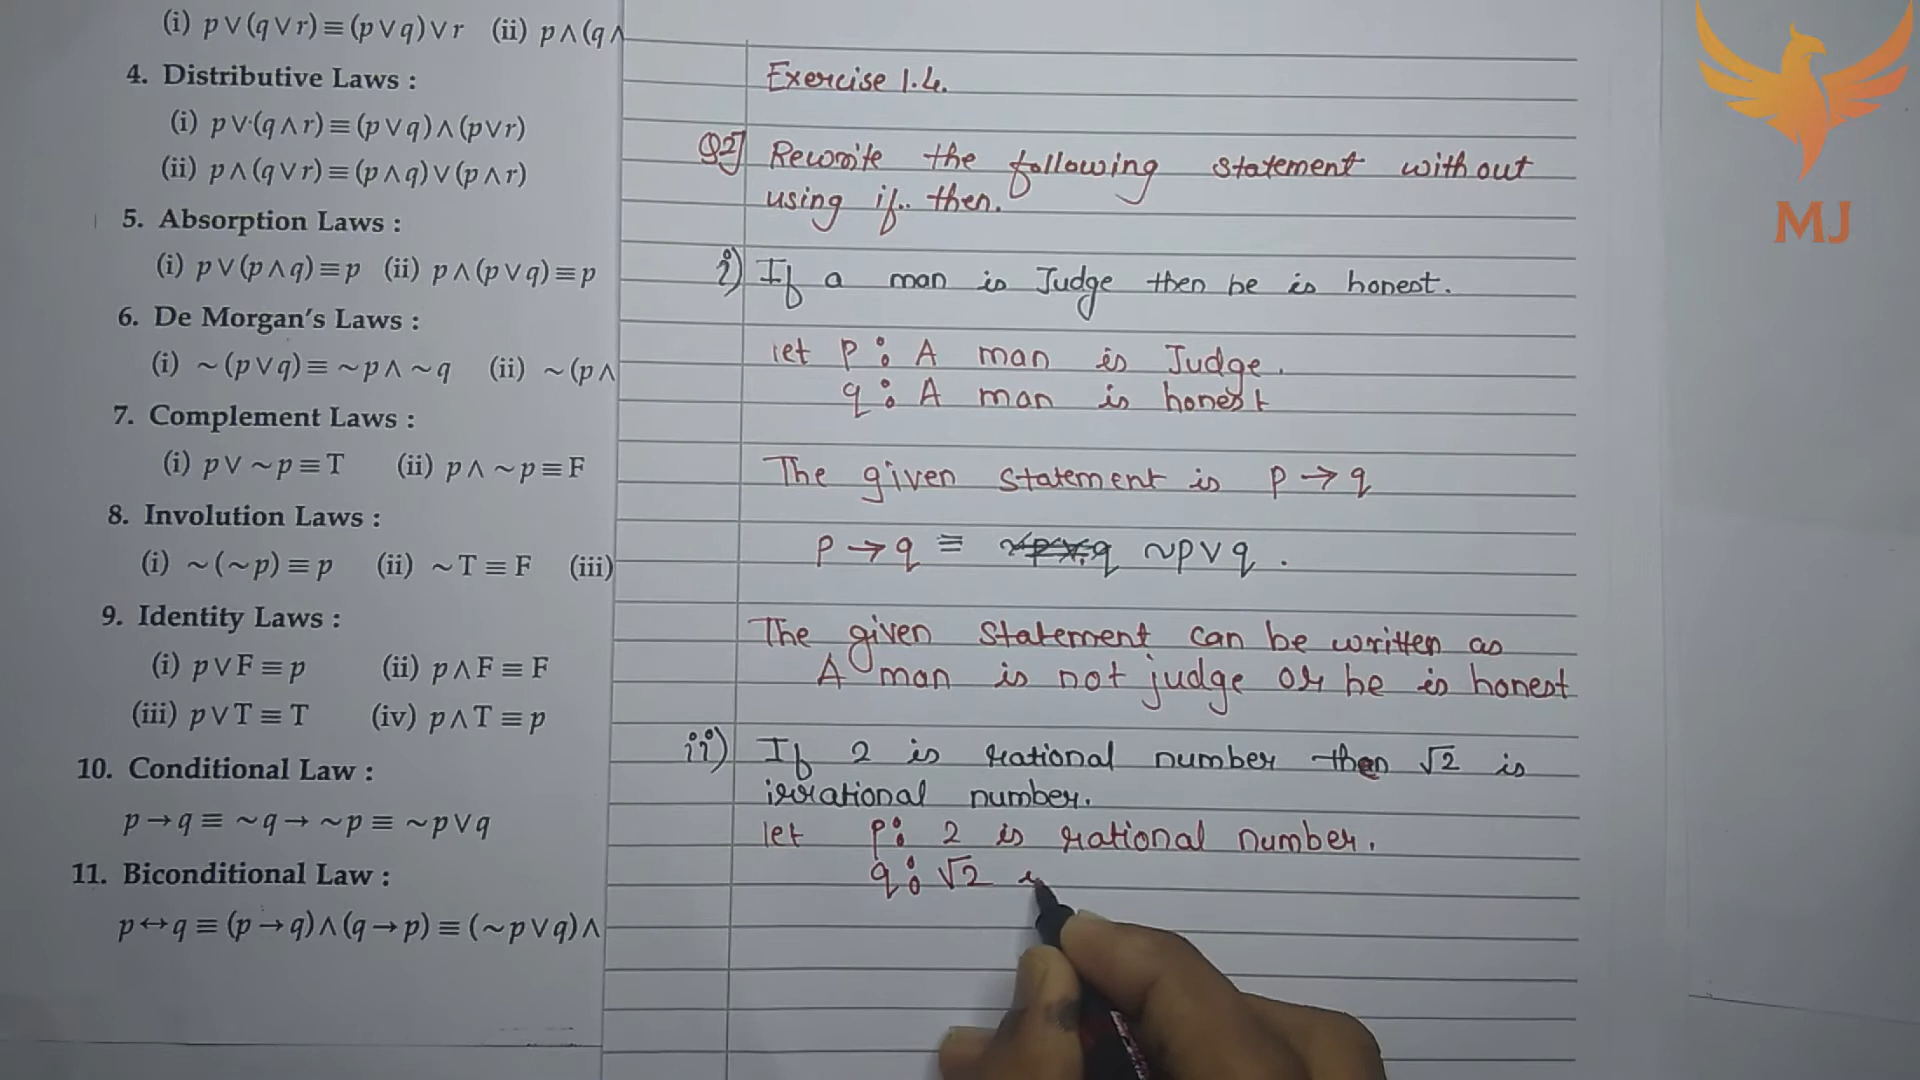 (i) p∨(q∨r)≡(p∨q)∨r (ii) p∧(q∧
4. Distributive Laws :
(i) p∨(q∧r)≡(p∨q)∧(p∨r)
(ii) p∧(q∨r)≡(p∧q)∨(p∧r)
5. Absorption Laws :
(i) p∨(p∧q)≡p (ii) p∧(p∨q)≡p
6. De Morgan's Laws :
(i) ~(p∨q)≡~p∧~q (ii) ~(p∧
7. Complement Laws :
(i) p∨~p≡T (ii) p∧~p≡F
8. Involution Laws :
(i) ~(~p)≡p (ii) ~T≡F (iii)
9. Identity Laws :
(i) p∨F≡p (ii) p∧F≡F
(iii) p∨T≡T (iv) p∧T≡p
10. Conditional Law :
p→q≡~q→~p≡~p∨q
11. Biconditional Law :
p↔q≡(p→q)∧(q→p)≡(~p∨q)∧
Exercise 1.4.
Q2] Rewrite the following statement without
using if.. then.
i) If a man is Judge then he is honest.
let p : A man is Judge.
q : A man is honest
The given statement is p → q
p → q ≡ ~p ∨ q .
The given statement can be written as
A man is not judge or he is honest
ii) If 2 is rational number then √2 is
irrational number.
let p: 2 is rational number.
q: √2
MJ